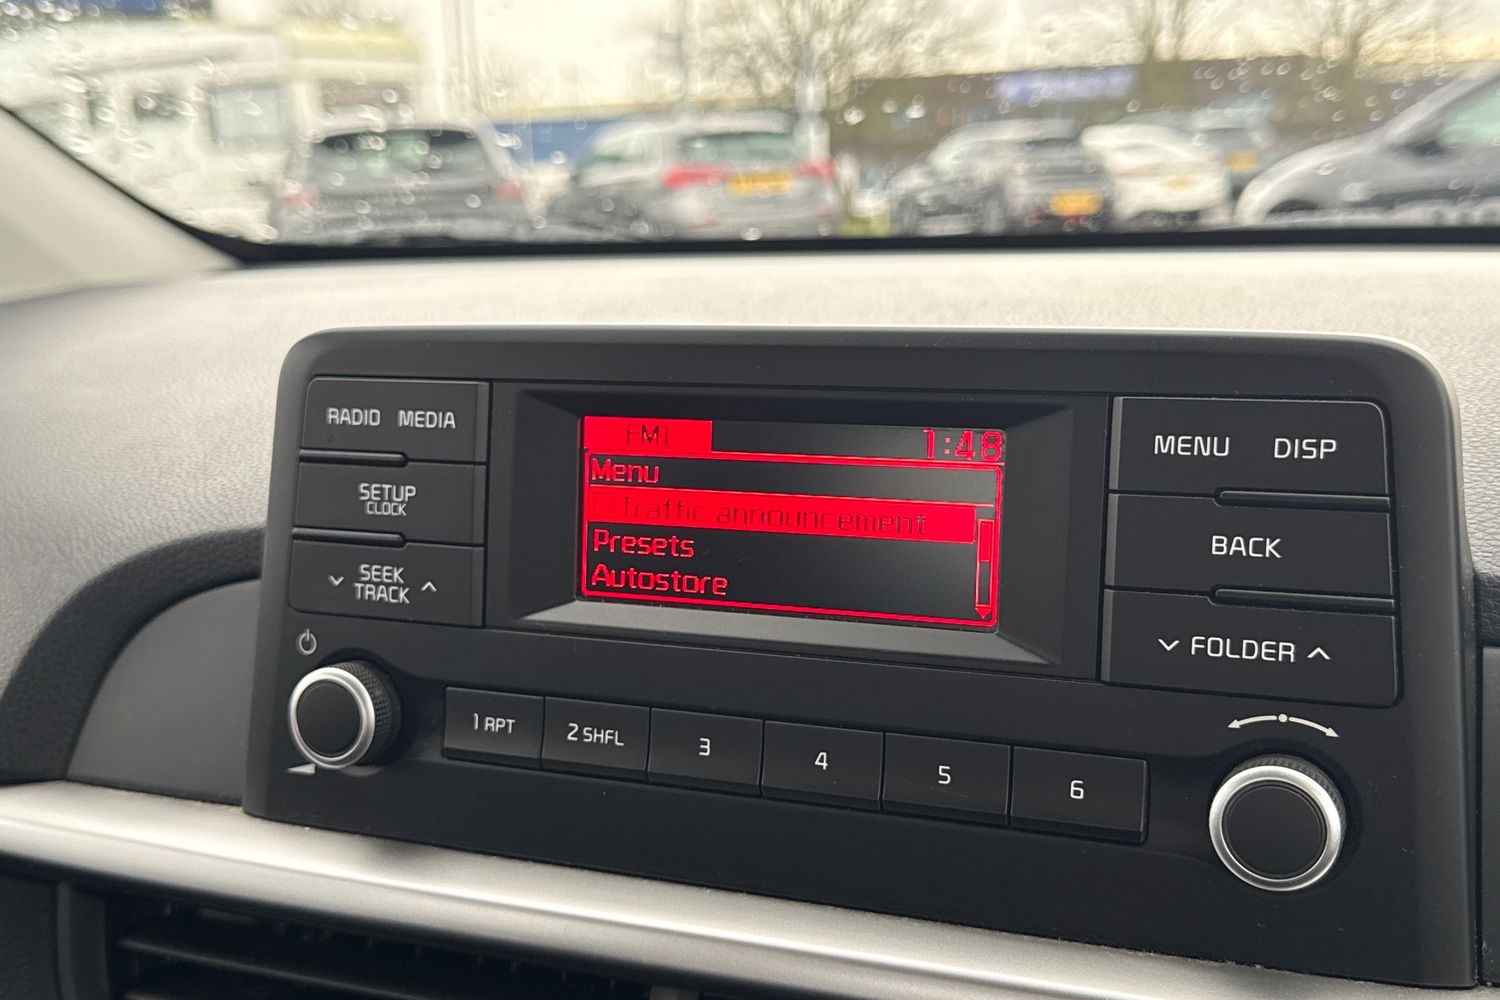 RADIO MEDIA
SETUP
CLOCK
SEEK
TRACK
FM1 1:48
Menu
Traffic announcement
Presets
Autostore
MENU DISP
BACK
FOLDER
1 RPT 2 SHFL 3 4 5 6